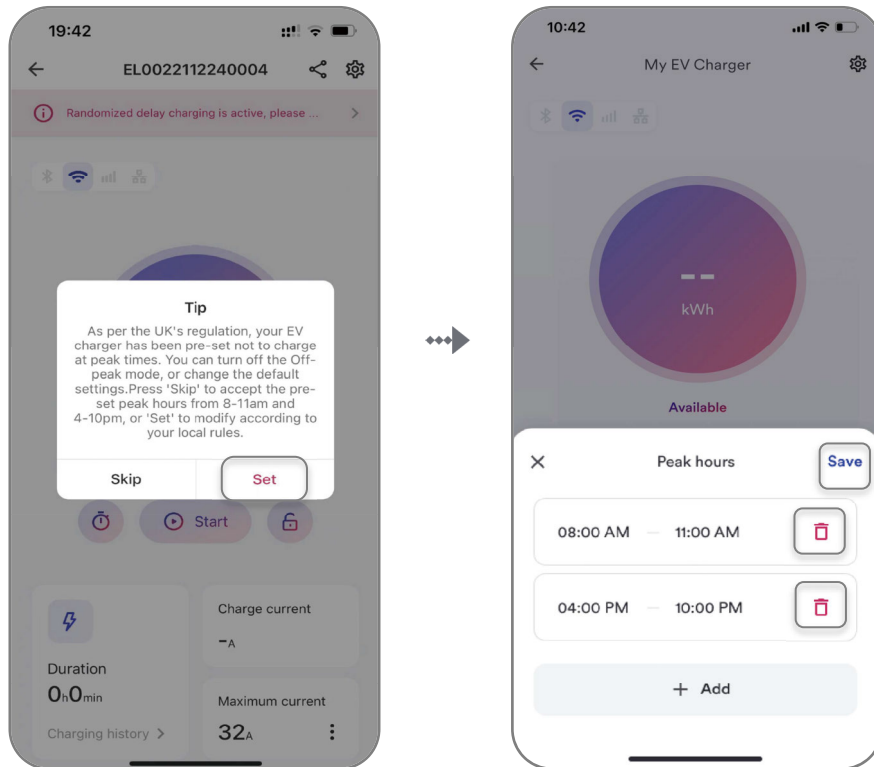 19:42
EL0022112240004
Randomized delay charging is active, please ...
Tip
As per the UK's regulation, your EV
charger has been pre-set not to charge
at peak times. You can turn off the Off-
peak mode, or change the default
settings.Press 'Skip' to accept the pre-
set peak hours from 8-11am and
4-10pm, or 'Set' to modify according to
your local rules.
Skip
Set
Start
Duration
0h0min
Charging history >
Charge current
-A
Maximum current
32A
10:42
My EV Charger
--
kWh
Available
Peak hours
Save
08:00 AM — 11:00 AM
04:00 PM — 10:00 PM
+ Add